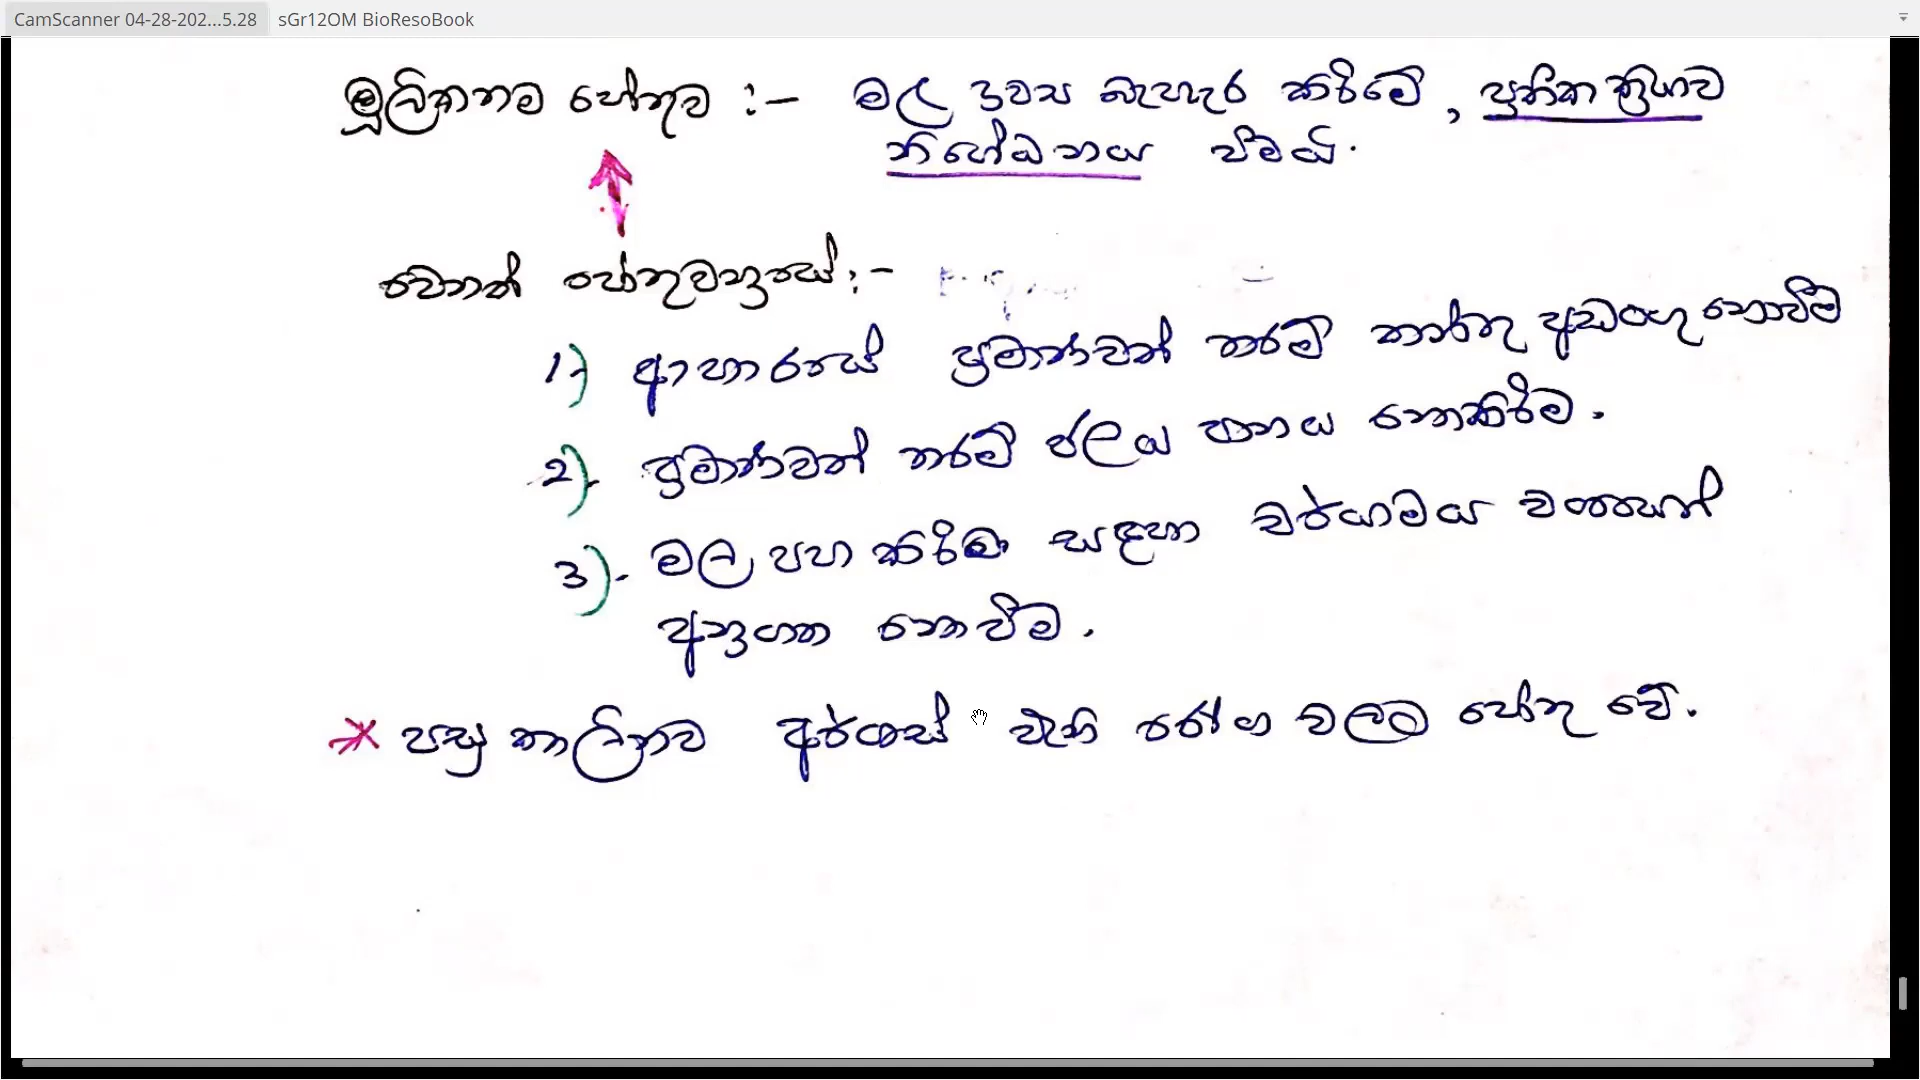 CamScanner 04-28-202...5.28 sGr12OM BioResoBook
මූලිකතම හේතුව :- මල ද්‍රව්‍ය බැහැර කිරීමේ, ප්‍රතීක ක්‍රියාව
නිශේධනය වීමයි.
වෙනත් හේතුවනුයේ :-
1) ආහාරයේ ප්‍රමාණවත් තරම් තන්තු අඩංගු නොවීම
2) ප්‍රමාණවත් තරම් ජලය පානය නොකිරීම.
3). මල පහ කිරීම සඳහා චර්යාමය වශයෙන්
අනුගත නොවීම.
* පසු කාලීනව අර්ශස් වැනි රෝග වලට හේතු වේ.